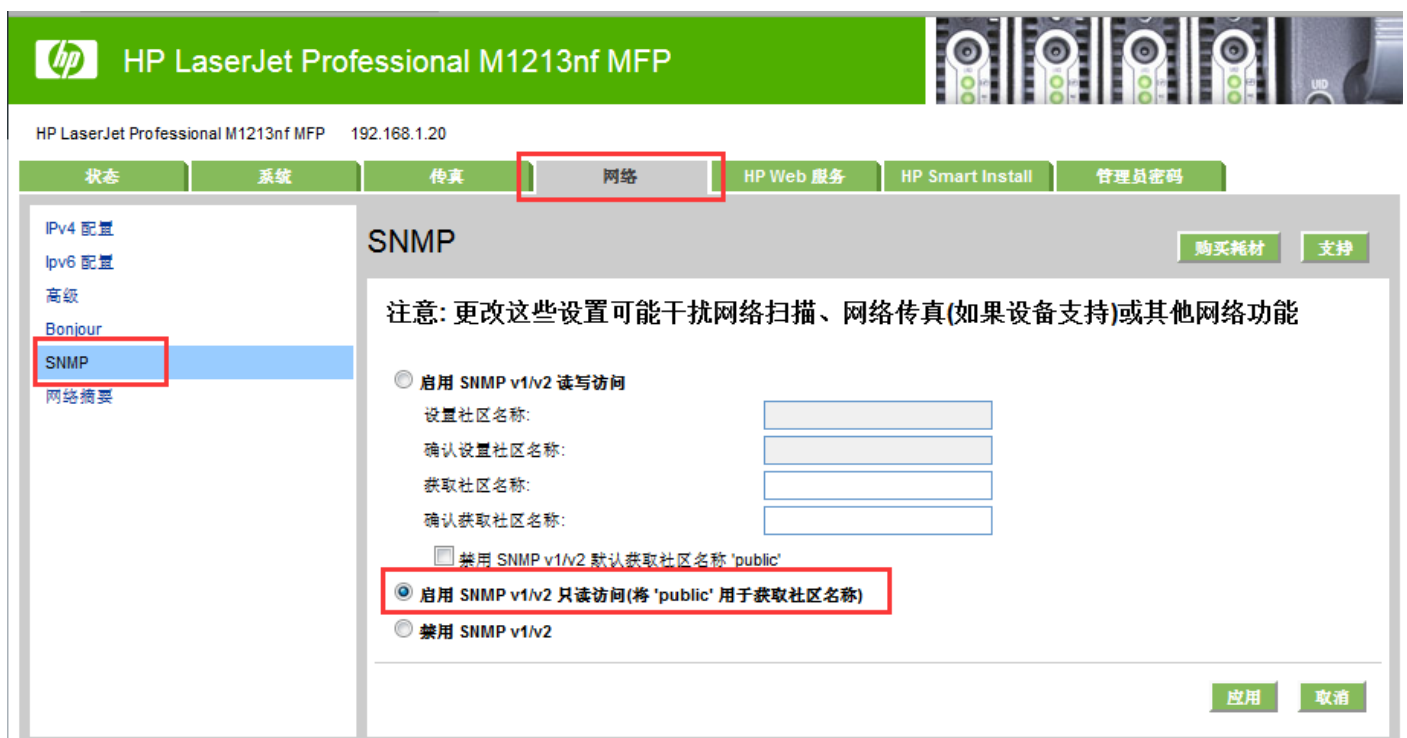 hp HP LaserJet Professional M1213nf MFP
UID
HP LaserJet Professional M1213nf MFP 192.168.1.20
状态 系统 传真 网络 HP Web 服务 HP Smart Install 管理员密码
IPv4 配置
Ipv6 配置
高级
Bonjour
SNMP
网络摘要
SNMP
购买耗材 支持
注意: 更改这些设置可能干扰网络扫描、网络传真(如果设备支持)或其他网络功能
启用 SNMP v1/v2 读写访问
设置社区名称:
确认设置社区名称:
获取社区名称:
确认获取社区名称:
禁用 SNMP v1/v2 默认获取社区名称 'public'
启用 SNMP v1/v2 只读访问(将 'public' 用于获取社区名称)
禁用 SNMP v1/v2
应用 取消